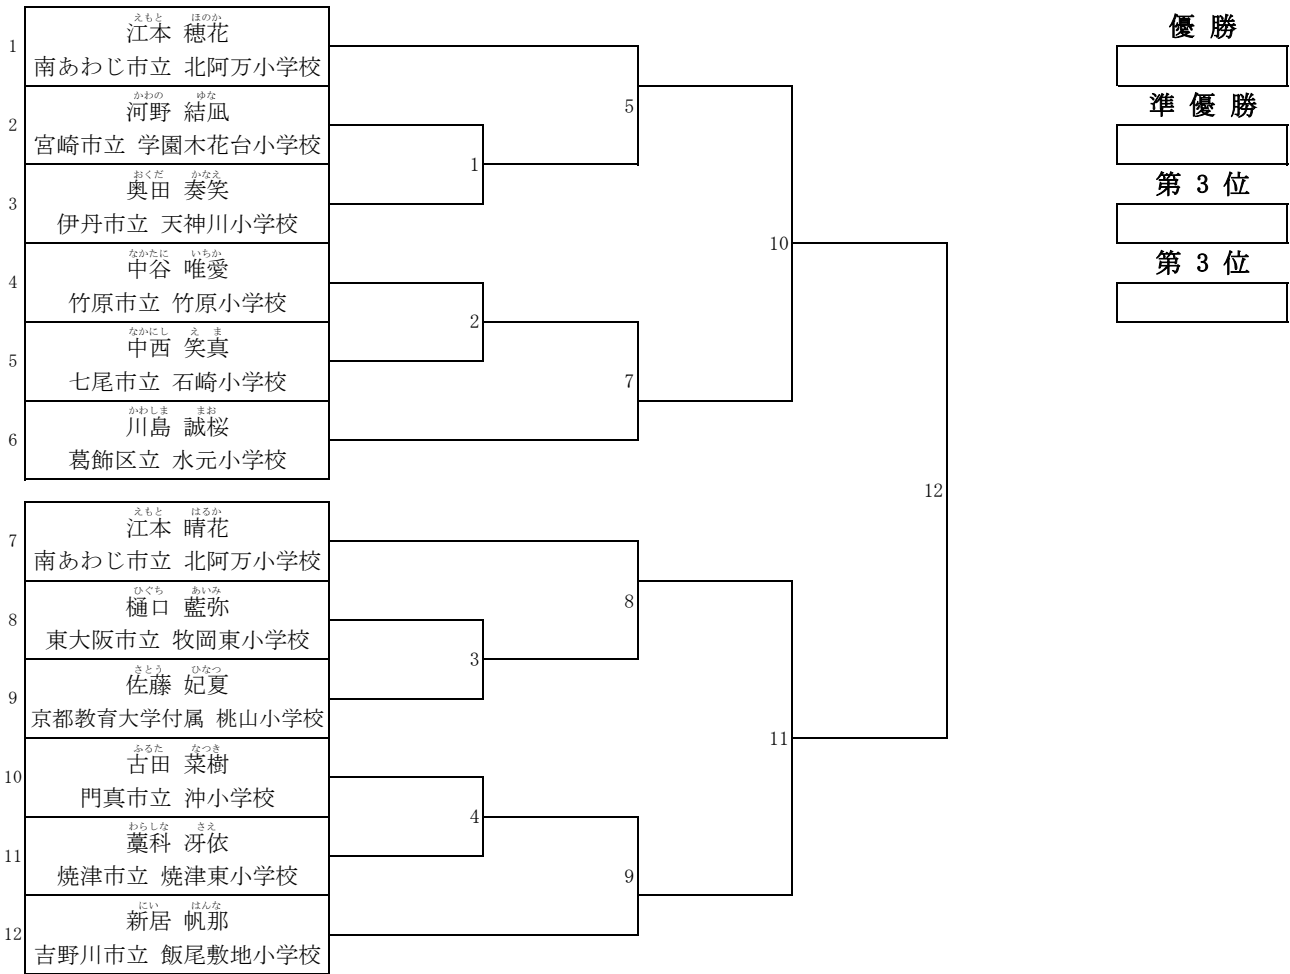 1
えもと ほのか
江本 穂花
南あわじ市立 北阿万小学校
2
かわの ゆな
河野 結凪
宮崎市立 学園木花台小学校
3
おくだ かなえ
奥田 奏笑
伊丹市立 天神川小学校
4
なかたに いちか
中谷 唯愛
竹原市立 竹原小学校
5
なかにし えま
中西 笑真
七尾市立 石崎小学校
6
かわしま まお
川島 誠桜
葛飾区立 水元小学校
7
えもと はるか
江本 晴花
南あわじ市立 北阿万小学校
8
ひぐち あいみ
樋口 藍弥
東大阪市立 牧岡東小学校
9
さとう ひなつ
佐藤 妃夏
京都教育大学付属 桃山小学校
10
ふるた なつき
古田 菜樹
門真市立 沖小学校
11
わらしな さえ
藁科 冴依
焼津市立 焼津東小学校
12
にい はんな
新居 帆那
吉野川市立 飯尾敷地小学校
1
2
3
4
5
7
8
9
10
11
12
優 勝
準 優 勝
第 3 位
第 3 位